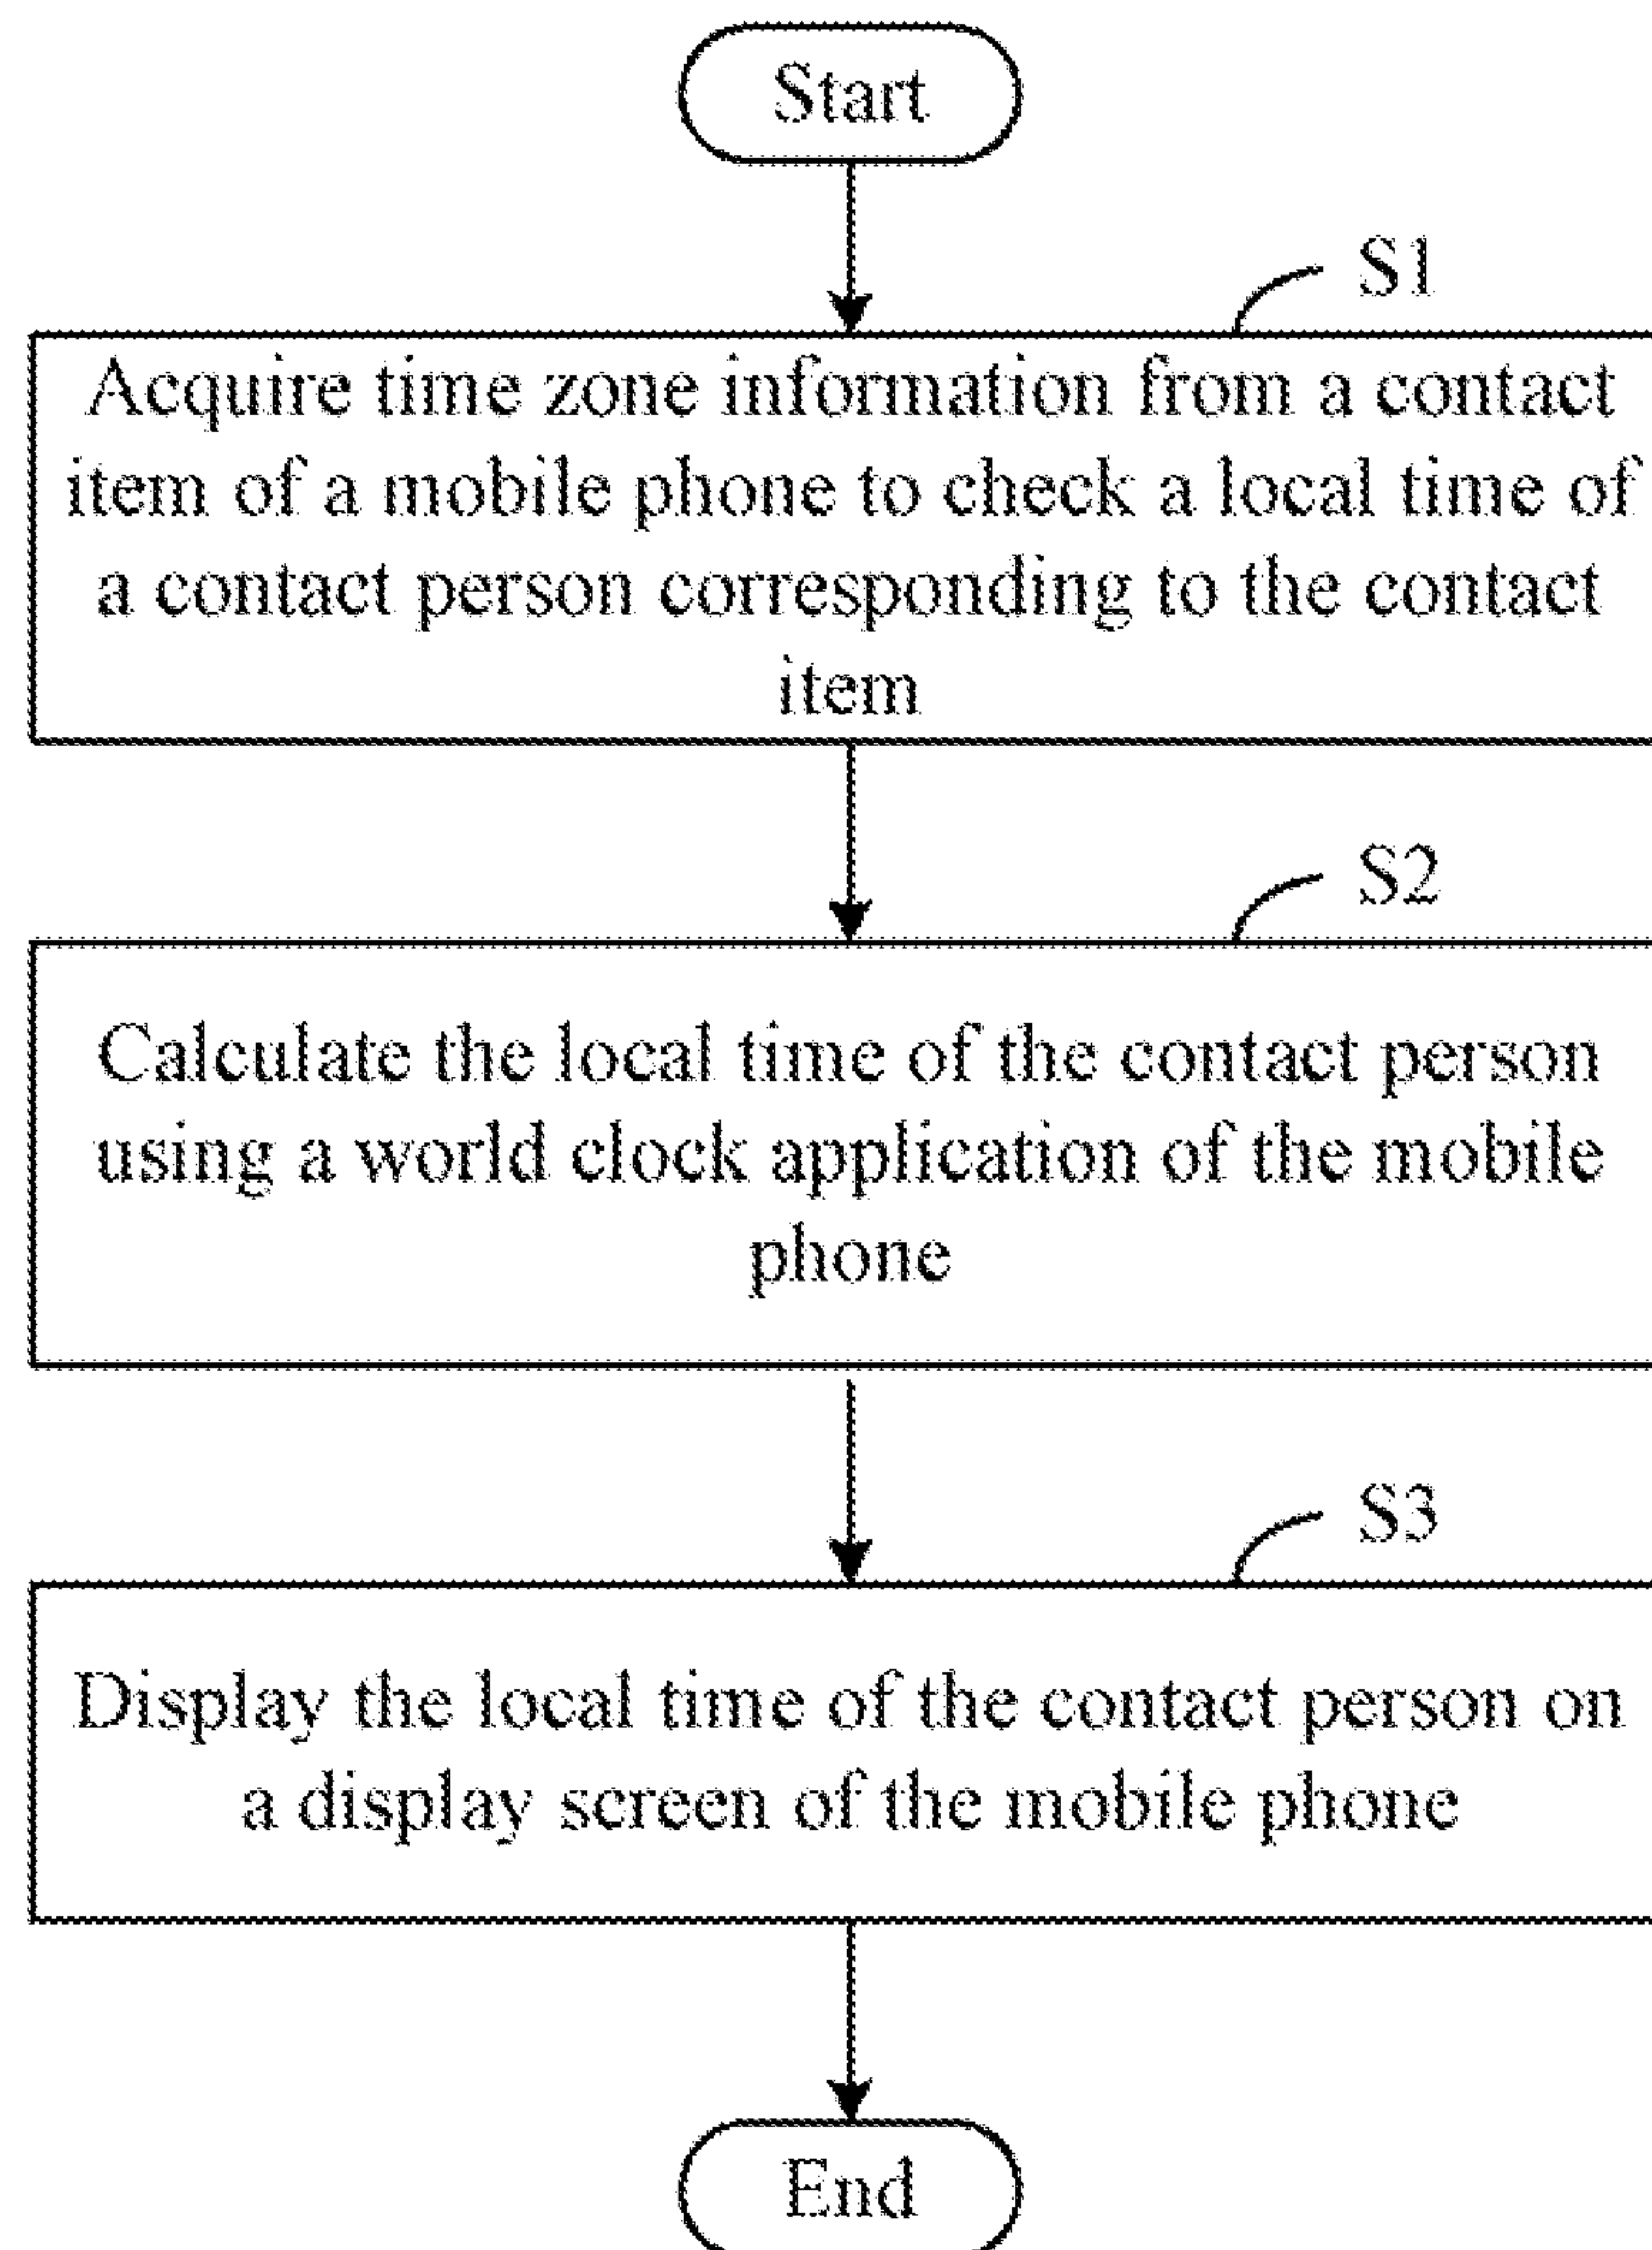 Start
S1
Acquire time zone information from a contact
item of a mobile phone to check a local time of
a contact person corresponding to the contact
item
S2
Calculate the local time of the contact person
using a world clock application of the mobile
phone
S3
Display the local time of the contact person on
a display screen of the mobile phone
End